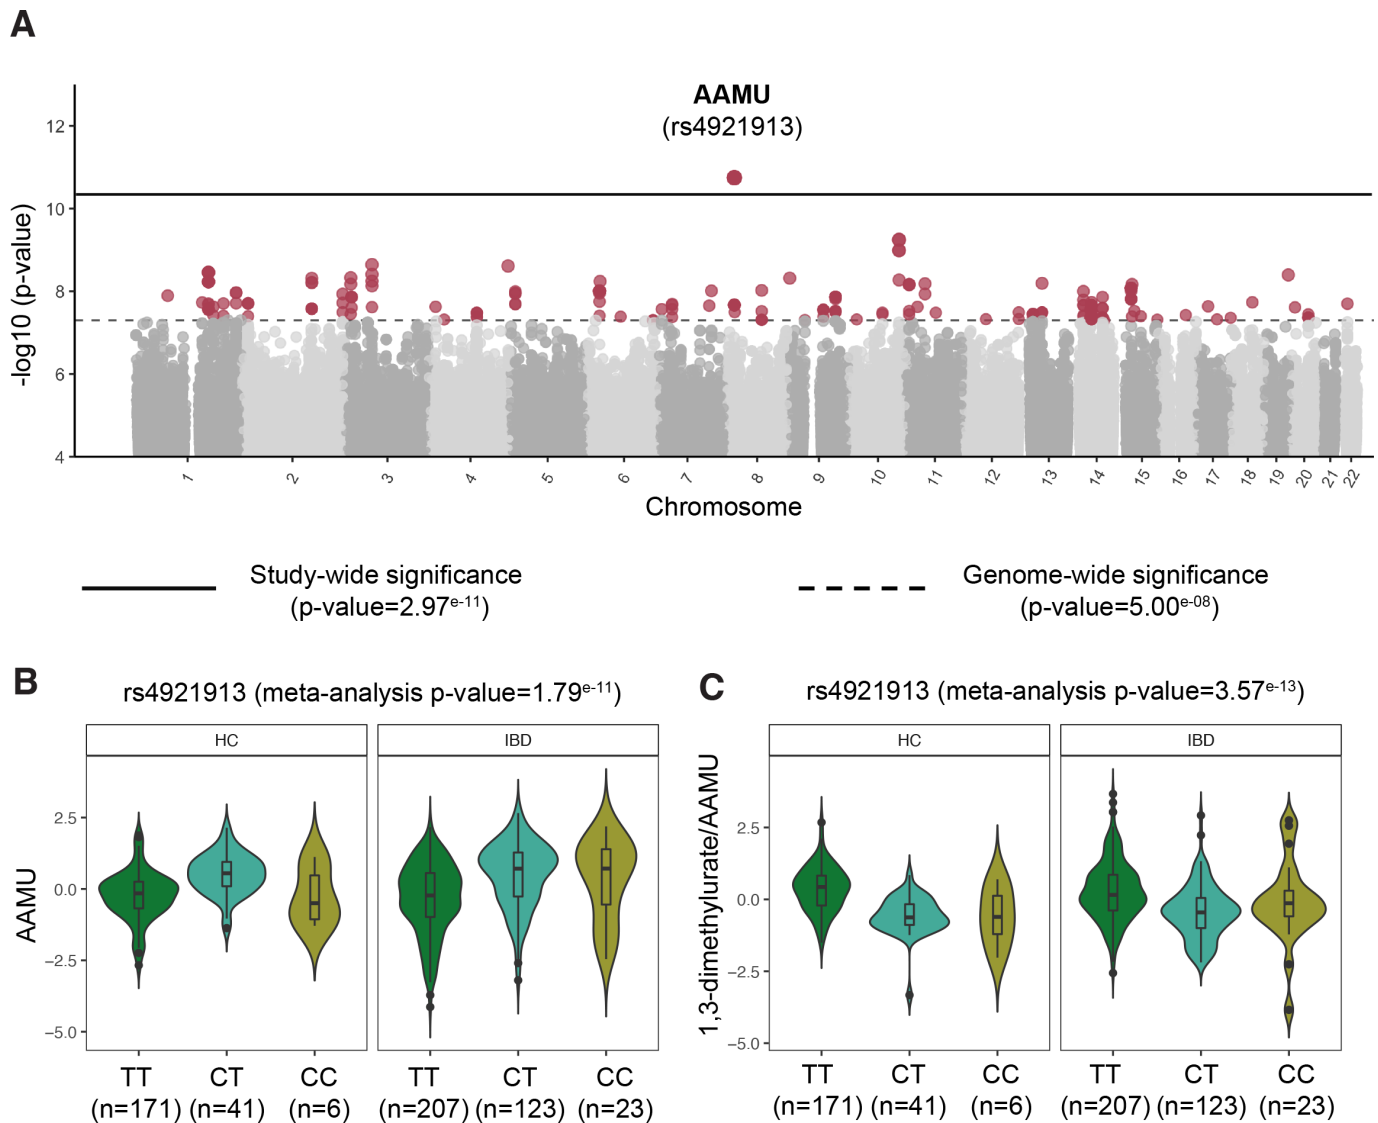 A
AAMU
(rs4921913)
12
10
8
6
4
-log10 (p-value)
1 2 3 4 5 6 7 8 9 10 11 12 13 14 15 16 17 18 19 20 21 22
Chromosome
Study-wide significance
(p-value=2.97e-11)
Genome-wide significance
(p-value=5.00e-08)
B
rs4921913 (meta-analysis p-value=1.79e-11)
HC IBD
AAMU
2.5
0.0
−2.5
−5.0
TT CT CC TT CT CC
(n=171) (n=41) (n=6) (n=207) (n=123) (n=23)
C
rs4921913 (meta-analysis p-value=3.57e-13)
HC IBD
1,3-dimethylurate/AAMU
2.5
0.0
−2.5
−5.0
TT CT CC TT CT CC
(n=171) (n=41) (n=6) (n=207) (n=123) (n=23)